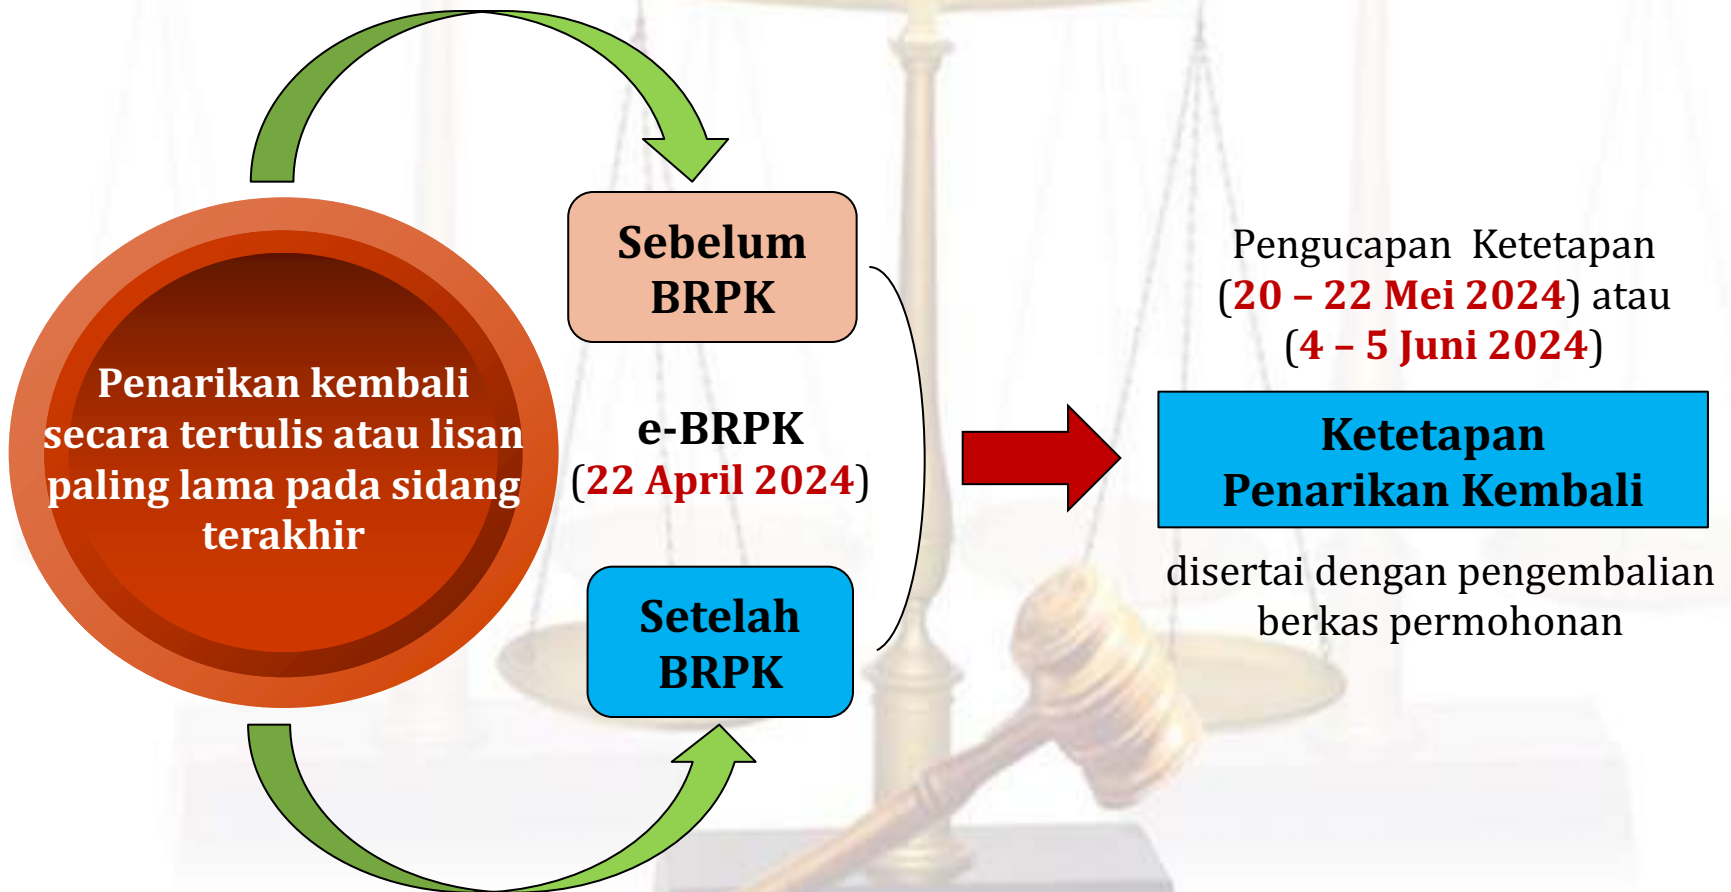 Penarikan kembali
secara tertulis atau lisan
paling lama pada sidang
terakhir
Sebelum
BRPK
e-BRPK
(22 April 2024)
Setelah
BRPK
Pengucapan Ketetapan
(20 – 22 Mei 2024) atau
(4 – 5 Juni 2024)
Ketetapan
Penarikan Kembali
disertai dengan pengembalian
berkas permohonan